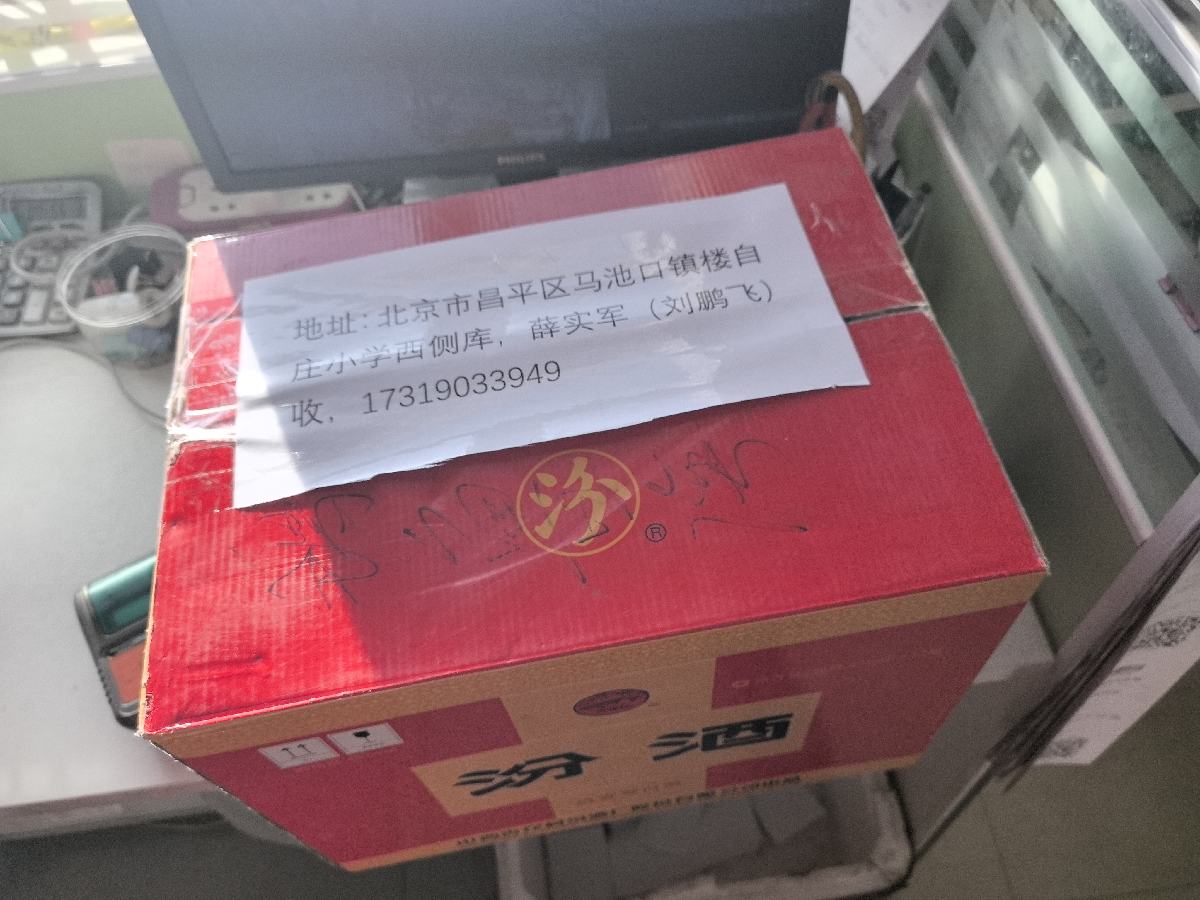 PHILIPS
地址：北京市昌平区马池口镇楼自
庄小学西侧库，薛实军（刘鹏飞）
收，17319033949
汾
®
汾酒